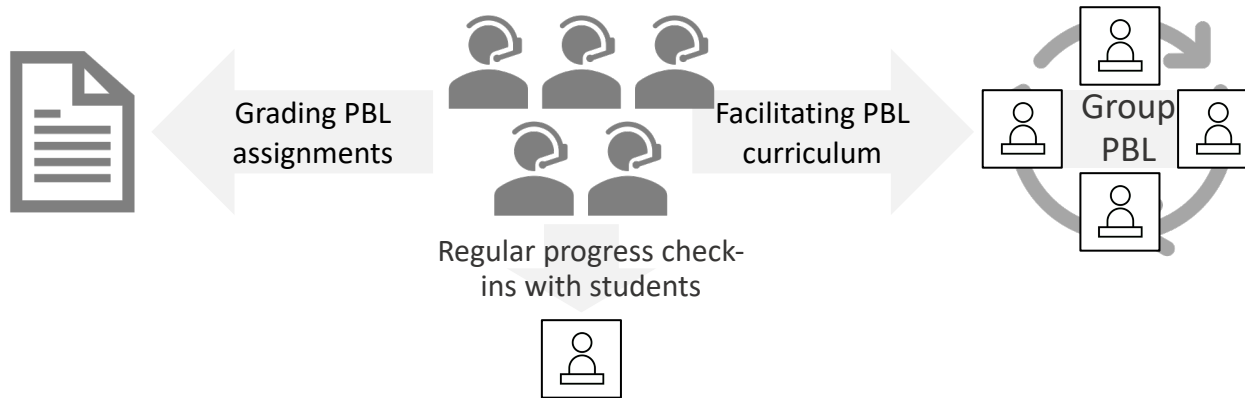 Grading PBL
assignments
Facilitating PBL
curriculum
Group
PBL
Regular progress check-
ins with students